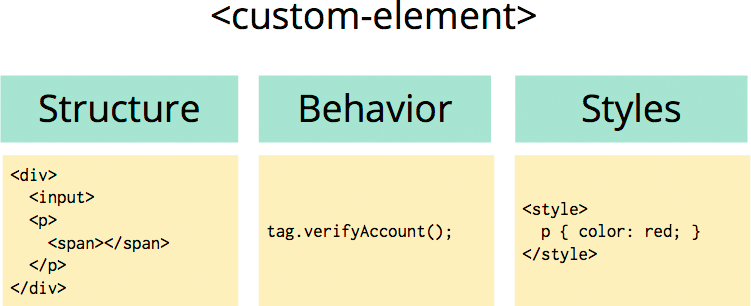 <custom-element>
Structure
Behavior
Styles
<div>
  <input>
  <p>
    <span></span>
  </p>
</div>
tag.verifyAccount();
<style>
  p { color: red; }
</style>